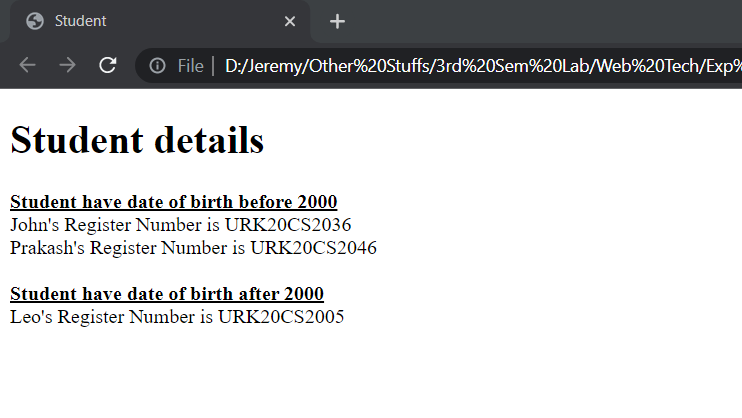 Student
File | D:/Jeremy/Other%20Stuffs/3rd%20Sem%20Lab/Web%20Tech/Exp%
Student details
Student have date of birth before 2000
John's Register Number is URK20CS2036
Prakash's Register Number is URK20CS2046
Student have date of birth after 2000
Leo's Register Number is URK20CS2005